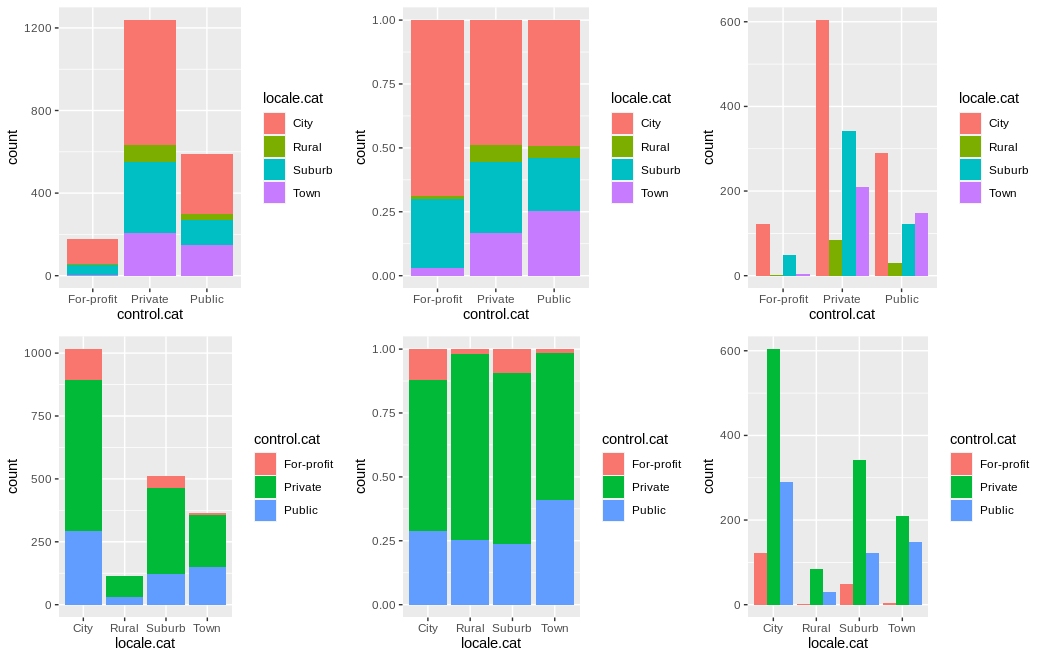 1200
800
400
0
count
For-profit Private Public
control.cat
locale.cat
City
Rural
Suburb
Town
1.00
0.75
0.50
0.25
0.00
count
For-profit Private Public
control.cat
locale.cat
City
Rural
Suburb
Town
600
400
200
0
count
For-profit Private Public
control.cat
locale.cat
City
Rural
Suburb
Town
1000
750
500
250
0
count
City Rural Suburb Town
locale.cat
control.cat
For-profit
Private
Public
1.00
0.75
0.50
0.25
0.00
count
City Rural Suburb Town
locale.cat
control.cat
For-profit
Private
Public
600
400
200
0
count
City Rural Suburb Town
locale.cat
control.cat
For-profit
Private
Public